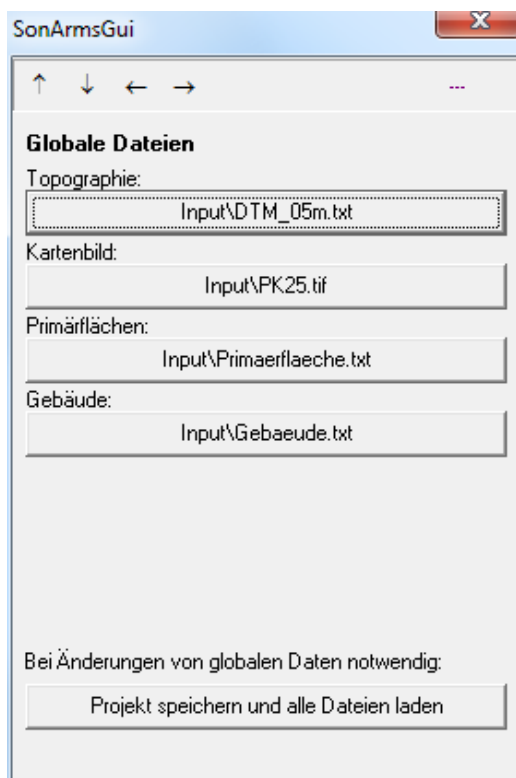 SonArmsGui
↑ ↓ ← → ---
Globale Dateien
Topographie:
Input\DTM_05m.txt
Kartenbild:
Input\PK25.tif
Primärflächen:
Input\Primaerflaeche.txt
Gebäude:
Input\Gebaeude.txt
Bei Änderungen von globalen Daten notwendig:
Projekt speichern und alle Dateien laden